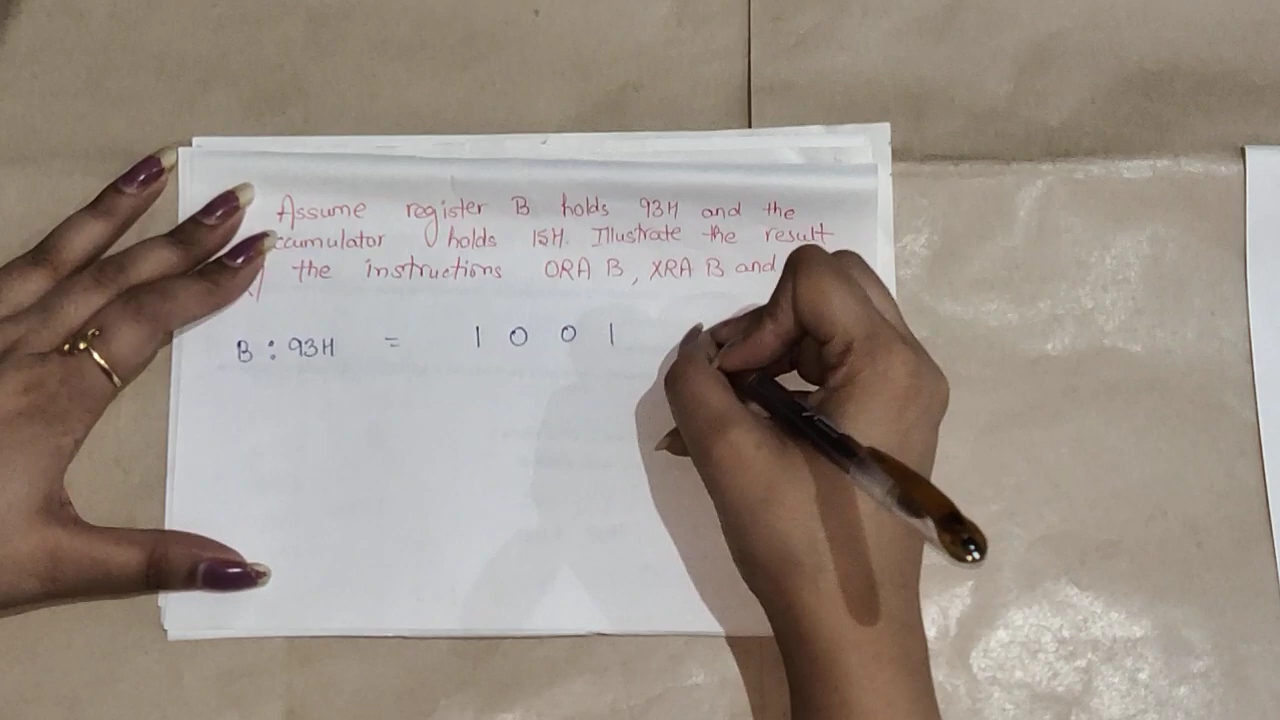 Assume register B holds 93H and the
ccumulator holds 15H. Illustrate the result
the instructions ORA B, XRA B and
B : 93H = 1 0 0 1